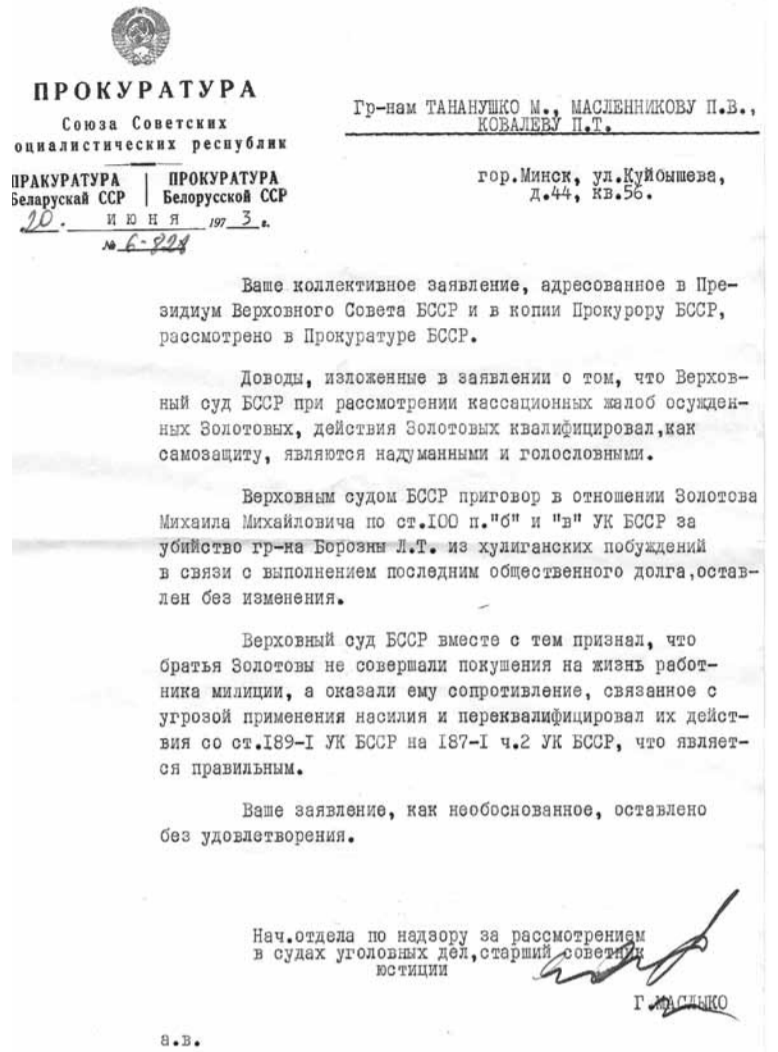 ПРОКУРАТУРА
Союза Советских
оциалистических республик
ПРАКУРАТУРА | ПРОКУРАТУРА
Беларускай ССР | Белорусской ССР
20. ИЮНЯ 1973 г.
№ 6-828
Гр-нам ТАНАНУШКО М., МАСЛЕННИКОВУ П.В.,
КОВАЛЕВУ П.Т.
гор.Минск, ул.Куйбышева,
д.44, кв.56.
Ваше коллективное заявление, адресованное в Пре-
зидиум Верховного Совета БССР и в копии Прокурору БССР,
рассмотрено в Прокуратуре БССР.
Доводы, изложенные в заявлении о том, что Верхов-
ный суд БССР при рассмотрении кассационных жалоб осужден-
ных Золотовых, действия Золотовых квалифицировал,как
самозащиту, являются надуманными и голословными.
Верховным судом БССР приговор в отношении Золотова
Михаила Михайловича по ст.I00 п."б" и "в" УК БССР за
убийство гр-на Борозны Л.Т. из хулиганских побуждений
в связи с выполнением последним общественного долга,остав-
лен без изменения.
Верховный суд БССР вместе с тем признал, что
братья Золотовы не совершали покушения на жизнь работ-
ника милиции, а оказали ему сопротивление, связанное с
угрозой применения насилия и переквалифицировал их дейст-
вия со ст.I89-I УК БССР на I87-I ч.2 УК БССР, что являет-
ся правильным.
Ваше заявление, как необоснованное, оставлено
без удовлетворения.
Нач.отдела по надзору за рассмотрением
в судах уголовных дел,старший советник
юстиции
Г.МАСЛЫКО
а.в.